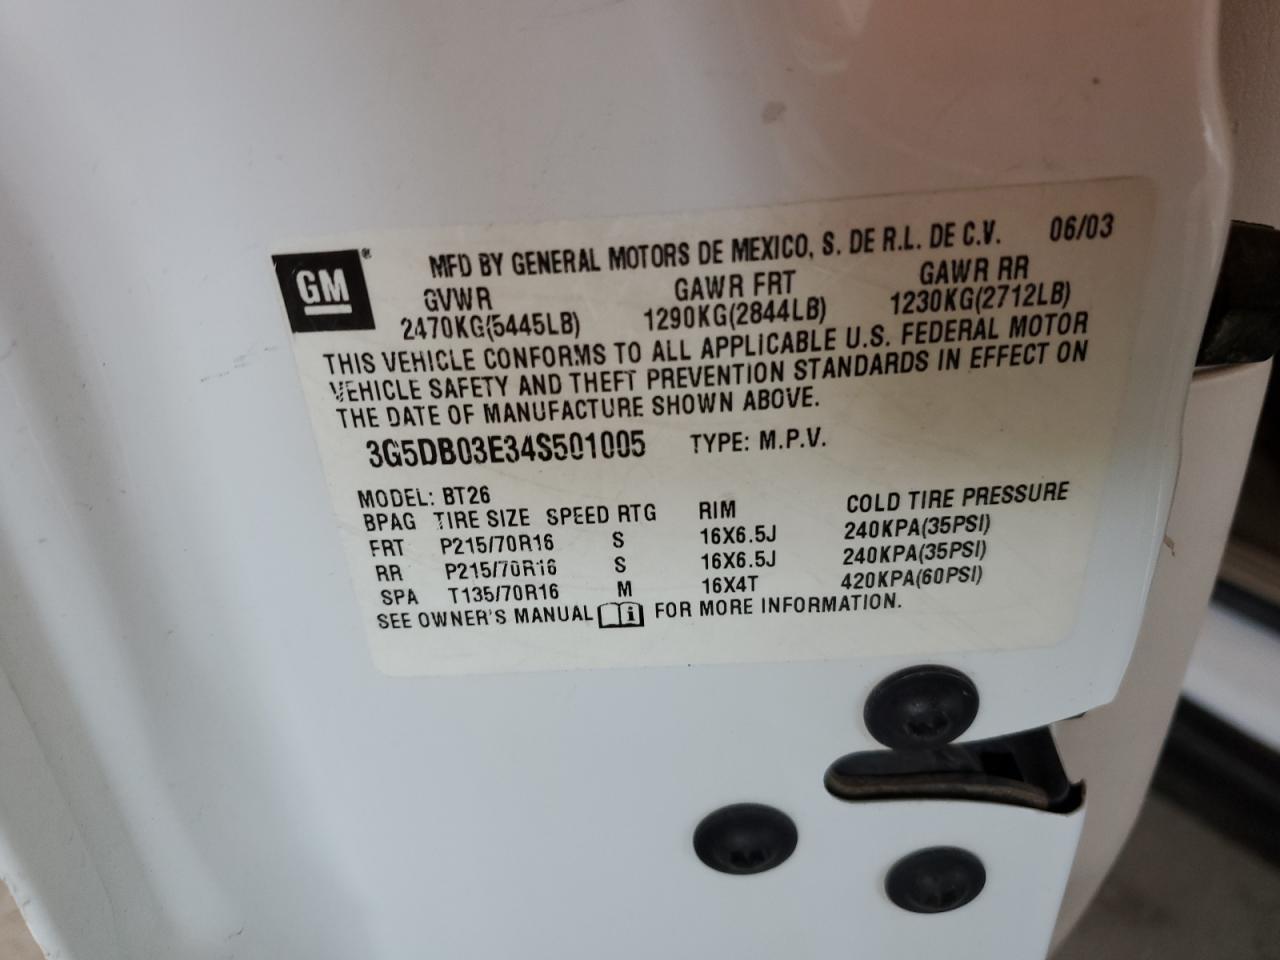 GM®
MFD BY GENERAL MOTORS DE MEXICO, S. DE R.L. DE C.V. 06/03
GVWR GAWR FRT GAWR RR
2470KG(5445LB) 1290KG(2844LB) 1230KG(2712LB)
THIS VEHICLE CONFORMS TO ALL APPLICABLE U.S. FEDERAL MOTOR
VEHICLE SAFETY AND THEFT PREVENTION STANDARDS IN EFFECT ON
THE DATE OF MANUFACTURE SHOWN ABOVE.
3G5DB03E34S501005 TYPE: M.P.V.
MODEL: BT26
BPAG TIRE SIZE SPEED RTG RIM COLD TIRE PRESSURE
FRT P215/70R16 S 16X6.5J 240KPA(35PSI)
RR P215/70R16 S 16X6.5J 240KPA(35PSI)
SPA T135/70R16 M 16X4T 420KPA(60PSI)
SEE OWNER'S MANUAL i FOR MORE INFORMATION.